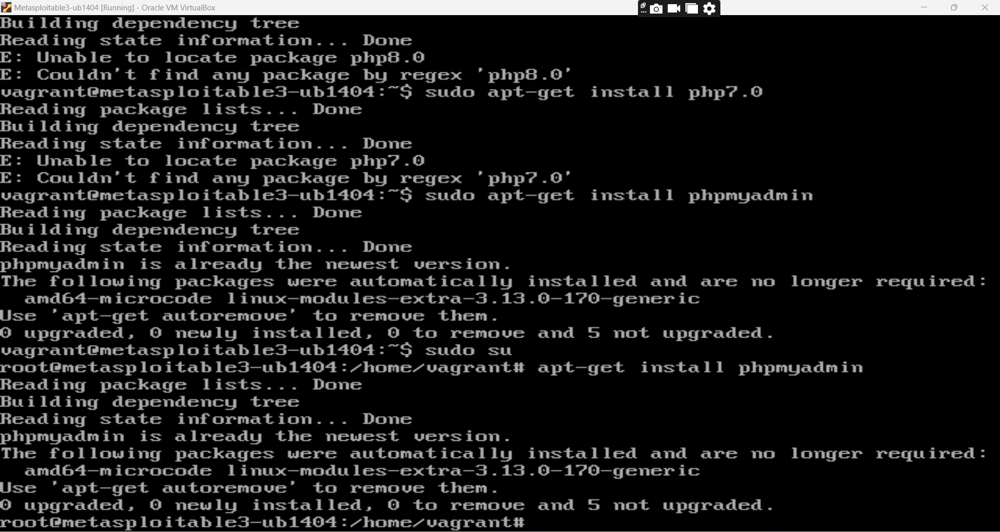 Metasploitable3-ub1404 [Running] - Oracle VM VirtualBox
Building dependency tree
Reading state information... Done
E: Unable to locate package php8.0
E: Couldn't find any package by regex 'php8.0'
vagrant@metasploitable3-ub1404:~$ sudo apt-get install php7.0
Reading package lists... Done
Building dependency tree
Reading state information... Done
E: Unable to locate package php7.0
E: Couldn't find any package by regex 'php7.0'
vagrant@metasploitable3-ub1404:~$ sudo apt-get install phpmyadmin
Reading package lists... Done
Building dependency tree
Reading state information... Done
phpmyadmin is already the newest version.
The following packages were automatically installed and are no longer required:
  amd64-microcode linux-modules-extra-3.13.0-170-generic
Use 'apt-get autoremove' to remove them.
0 upgraded, 0 newly installed, 0 to remove and 5 not upgraded.
vagrant@metasploitable3-ub1404:~$ sudo su
root@metasploitable3-ub1404:/home/vagrant# apt-get install phpmyadmin
Reading package lists... Done
Building dependency tree
Reading state information... Done
phpmyadmin is already the newest version.
The following packages were automatically installed and are no longer required:
  amd64-microcode linux-modules-extra-3.13.0-170-generic
Use 'apt-get autoremove' to remove them.
0 upgraded, 0 newly installed, 0 to remove and 5 not upgraded.
root@metasploitable3-ub1404:/home/vagrant#